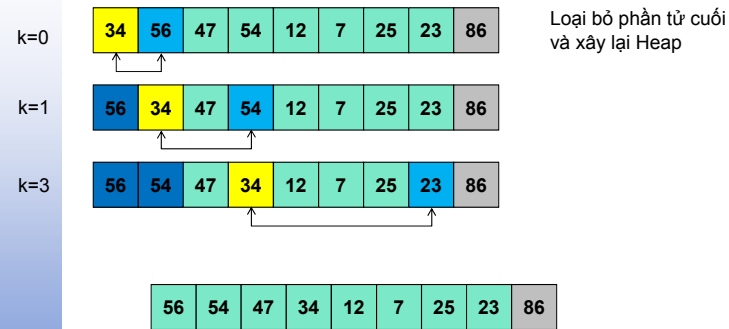 k=0 34 56 47 54 12 7 25 23 86
Loại bỏ phần tử cuối
và xây lại Heap
k=1 56 34 47 54 12 7 25 23 86
k=3 56 54 47 34 12 7 25 23 86
56 54 47 34 12 7 25 23 86